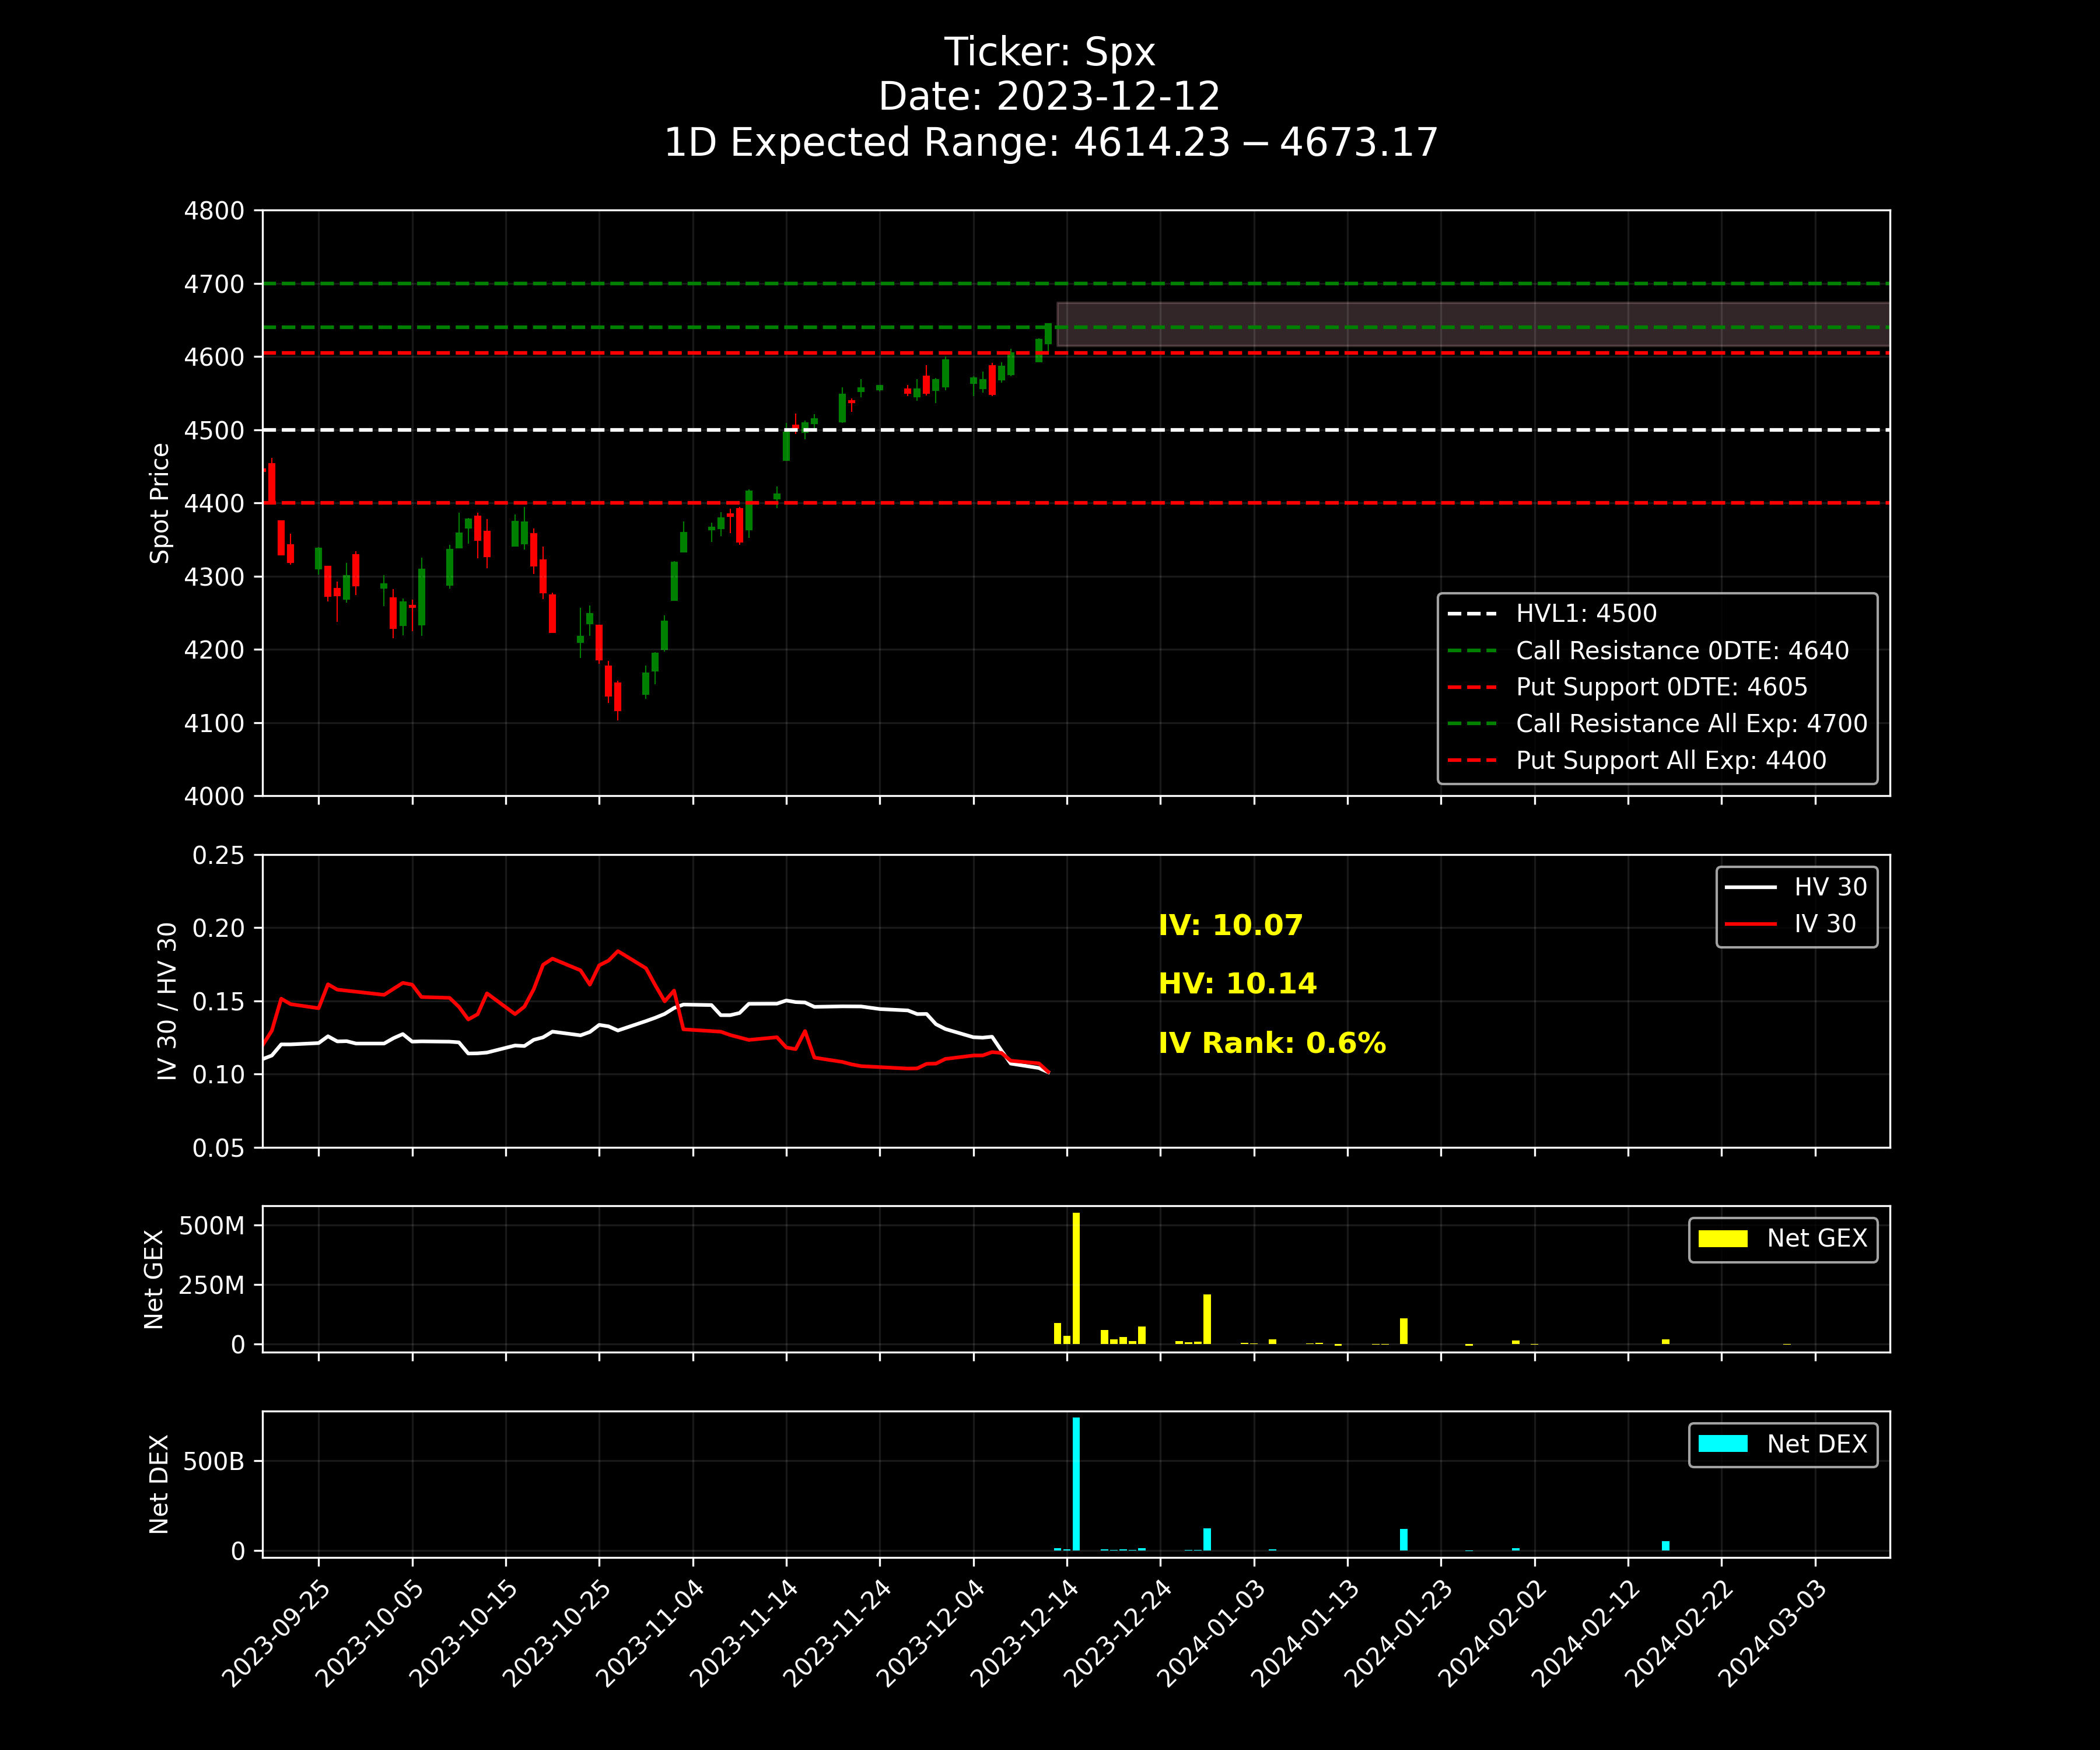 Ticker: Spx
Date: 2023-12-12
1D Expected Range: 4614.23 − 4673.17
4800
4700
4600
4500
4400
4300
4200
4100
4000
Spot Price
HVL1: 4500
Call Resistance 0DTE: 4640
Put Support 0DTE: 4605
Call Resistance All Exp: 4700
Put Support All Exp: 4400
0.25
0.20
0.15
0.10
0.05
IV 30 / HV 30
IV: 10.07
HV: 10.14
IV Rank: 0.6%
HV 30
IV 30
500M
250M
0
Net GEX
Net GEX
500B
0
Net DEX
Net DEX
2023-09-25
2023-10-05
2023-10-15
2023-10-25
2023-11-04
2023-11-14
2023-11-24
2023-12-04
2023-12-14
2023-12-24
2024-01-03
2024-01-13
2024-01-23
2024-02-02
2024-02-12
2024-02-22
2024-03-03